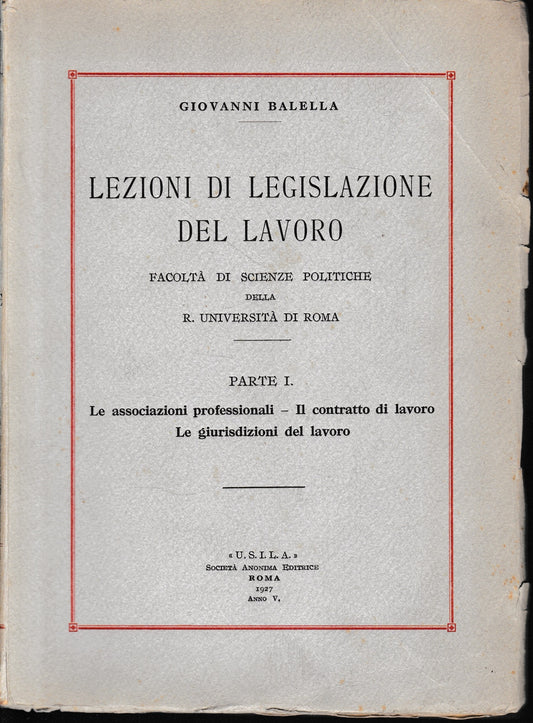 GIOVANNI BALELLA
LEZIONI DI LEGISLAZIONE
DEL LAVORO
FACOLTÀ DI SCIENZE POLITICHE
DELLA
R. UNIVERSITÀ DI ROMA
PARTE I.
Le associazioni professionali – Il contratto di lavoro
Le giurisdizioni del lavoro
« U. S. I. L. A. »
SOCIETÀ ANONIMA EDITRICE
ROMA
1927
ANNO V.